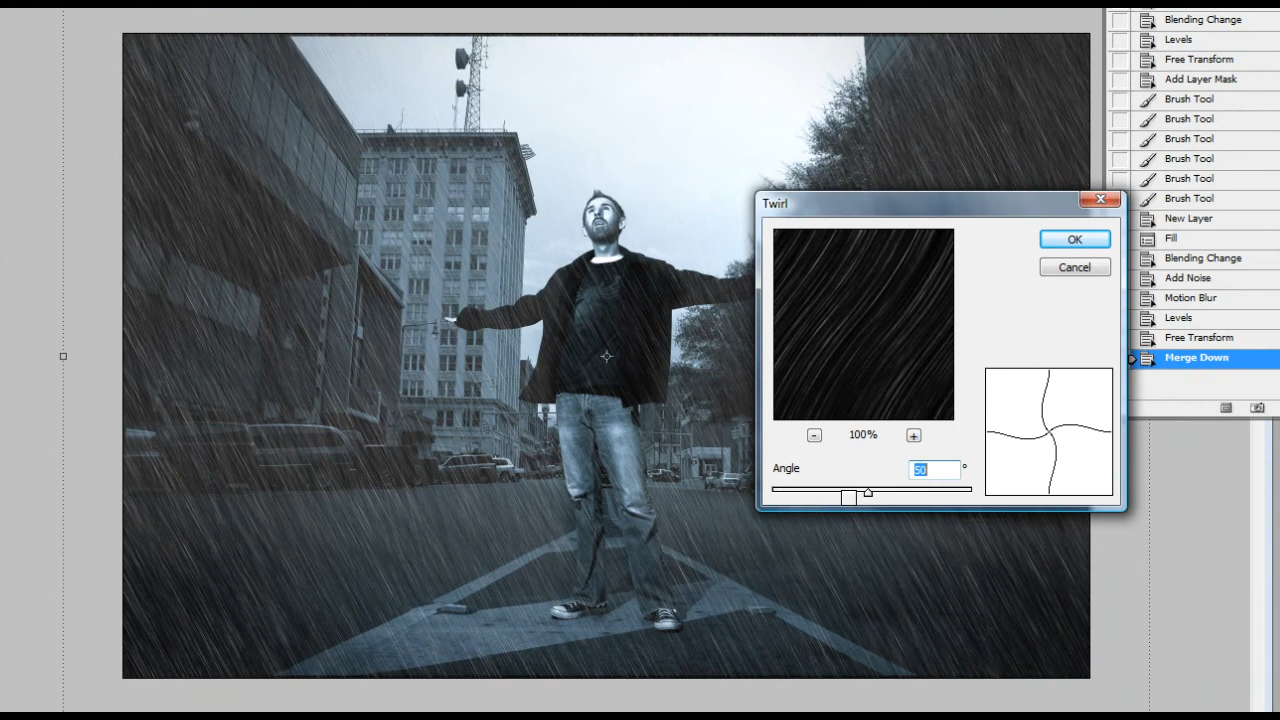 Blending Change
Levels
Free Transform
Add Layer Mask
Brush Tool
Brush Tool
Brush Tool
Brush Tool
Brush Tool
Brush Tool
New Layer
Fill
Blending Change
Add Noise
Motion Blur
Levels
Free Transform
Merge Down
Twirl
OK
Cancel
- 100% +
Angle 50 °